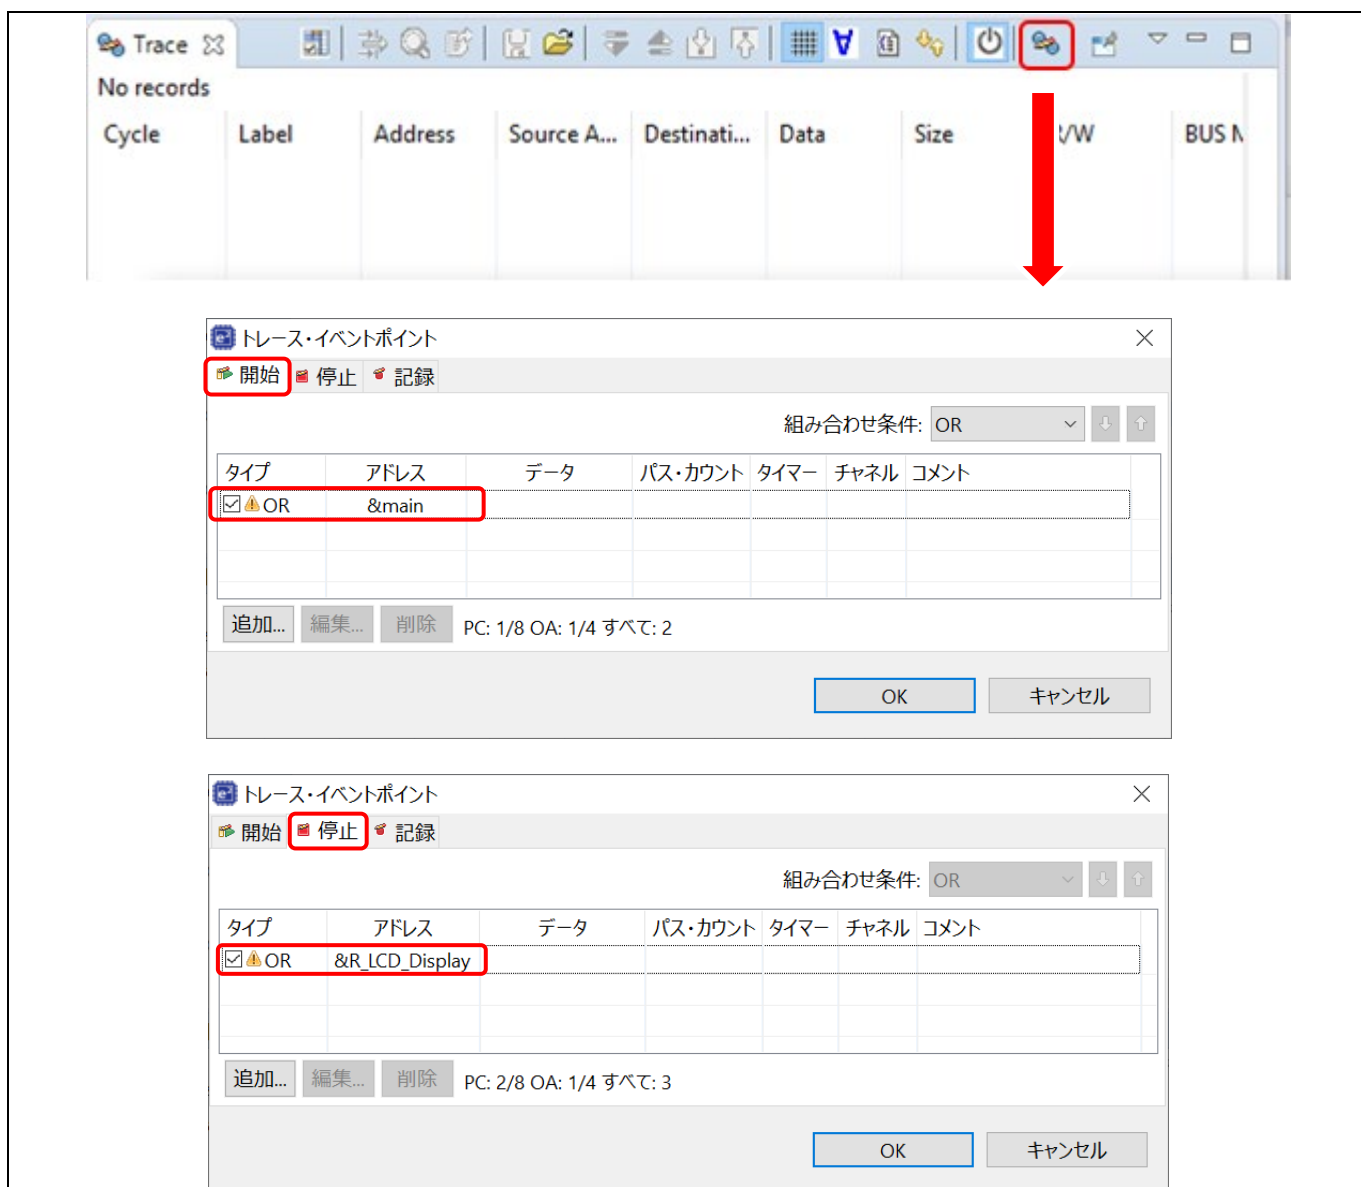 Trace
No records
Cycle Label Address Source A... Destinati... Data Size /W BUS
トレース・イベントポイント
開始 停止 記録
組み合わせ条件: OR
タイプ アドレス データ パス・カウント タイマー チャネル コメント
OR &main
追加... 編集... 削除 PC: 1/8 OA: 1/4 すべて: 2
OK キャンセル
トレース・イベントポイント
開始 停止 記録
組み合わせ条件: OR
タイプ アドレス データ パス・カウント タイマー チャネル コメント
OR &R_LCD_Display
追加... 編集... 削除 PC: 2/8 OA: 1/4 すべて: 3
OK キャンセル